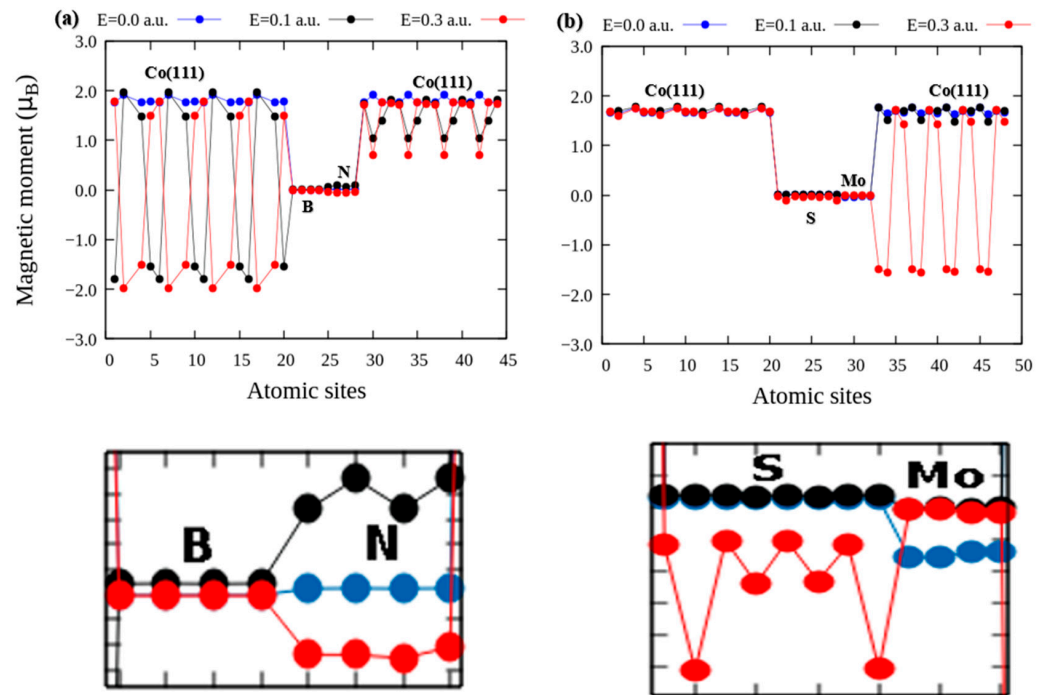 (a) E=0.0 a.u. E=0.1 a.u. E=0.3 a.u.
3.0
2.0
1.0
0.0
−1.0
−2.0
−3.0
Magnetic moment (μB)
Co(111)
Co(111)
B
N
0 5 10 15 20 25 30 35 40 45
Atomic sites
(b) E=0.0 a.u. E=0.1 a.u. E=0.3 a.u.
3.0
2.0
1.0
0.0
−1.0
−2.0
−3.0
Co(111)
Co(111)
Mo
S
0 5 10 15 20 25 30 35 40 45 50
Atomic sites
B
N
S
Mo